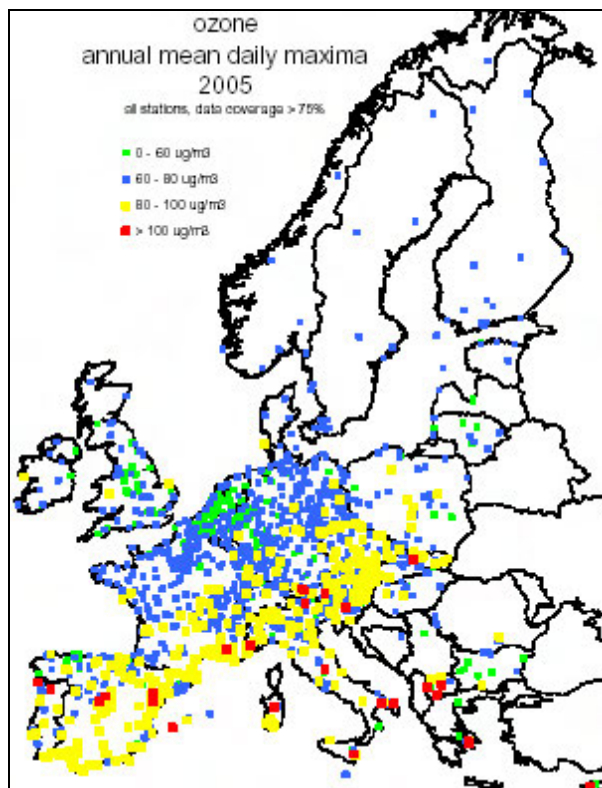 ozone
annual mean daily maxima
2005
all stations, data coverage > 75%
0 - 60 ug/m3
60 - 80 ug/m3
80 - 100 ug/m3
> 100 ug/m3